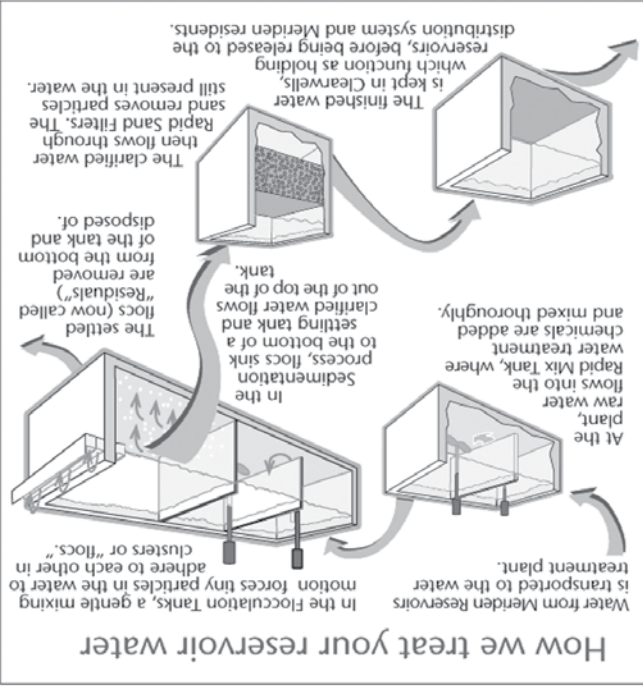 How we treat your reservoir water
Water from Meriden Reservoirs
is transported to the water
treatment plant.
At the
plant,
raw water
flows into the
Rapid Mix Tank, where
water treatment
chemicals are added
and mixed thoroughly.
In the Flocculation Tanks, a gentle mixing
motion forces tiny particles in the water to
adhere to each other in
clusters or "flocs."
In the
Sedimentation
process, flocs sink
to the bottom of a
settling tank and
clarified water flows
out of the top of the
tank.
The settled
flocs (now called
"Residuals")
are removed
from the bottom
of the tank and
disposed of.
The clarified water
then flows through
Rapid Sand Filters. The
sand removes particles
still present in the water.
The finished water
is kept in Clearwells,
which function as holding
reservoirs, before being released to the
distribution system and Meriden residents.